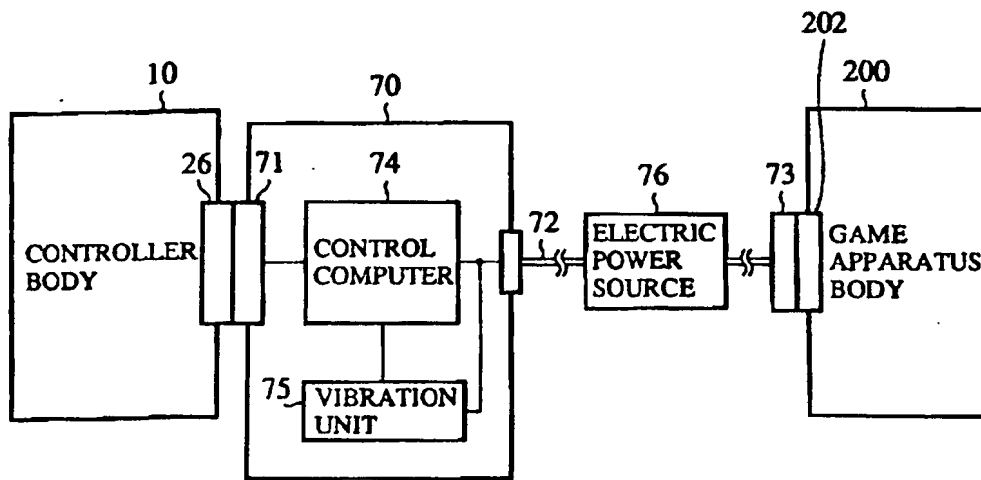 202
10
70
200
26
71
74
76
73
72
CONTROLLER
BODY
CONTROL
COMPUTER
ELECTRIC
POWER
SOURCE
GAME
APPARATUS
BODY
75
VIBRATION
UNIT